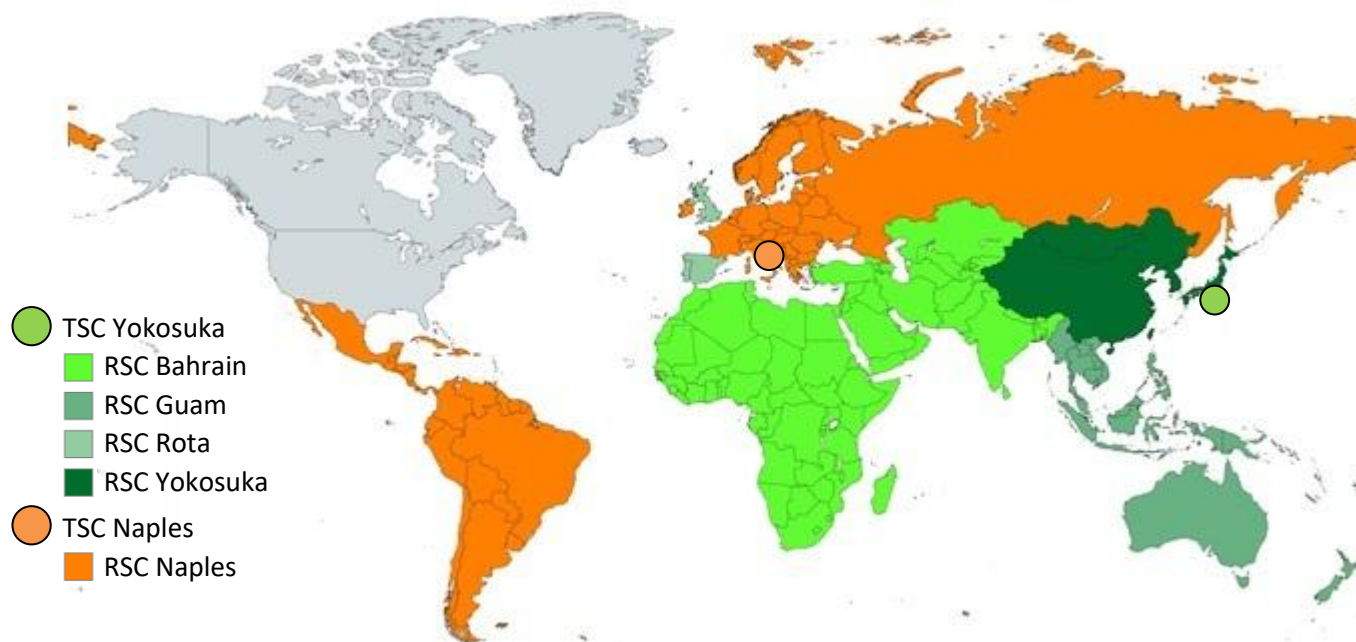 TSC Yokosuka
RSC Bahrain
RSC Guam
RSC Rota
RSC Yokosuka
TSC Naples
RSC Naples